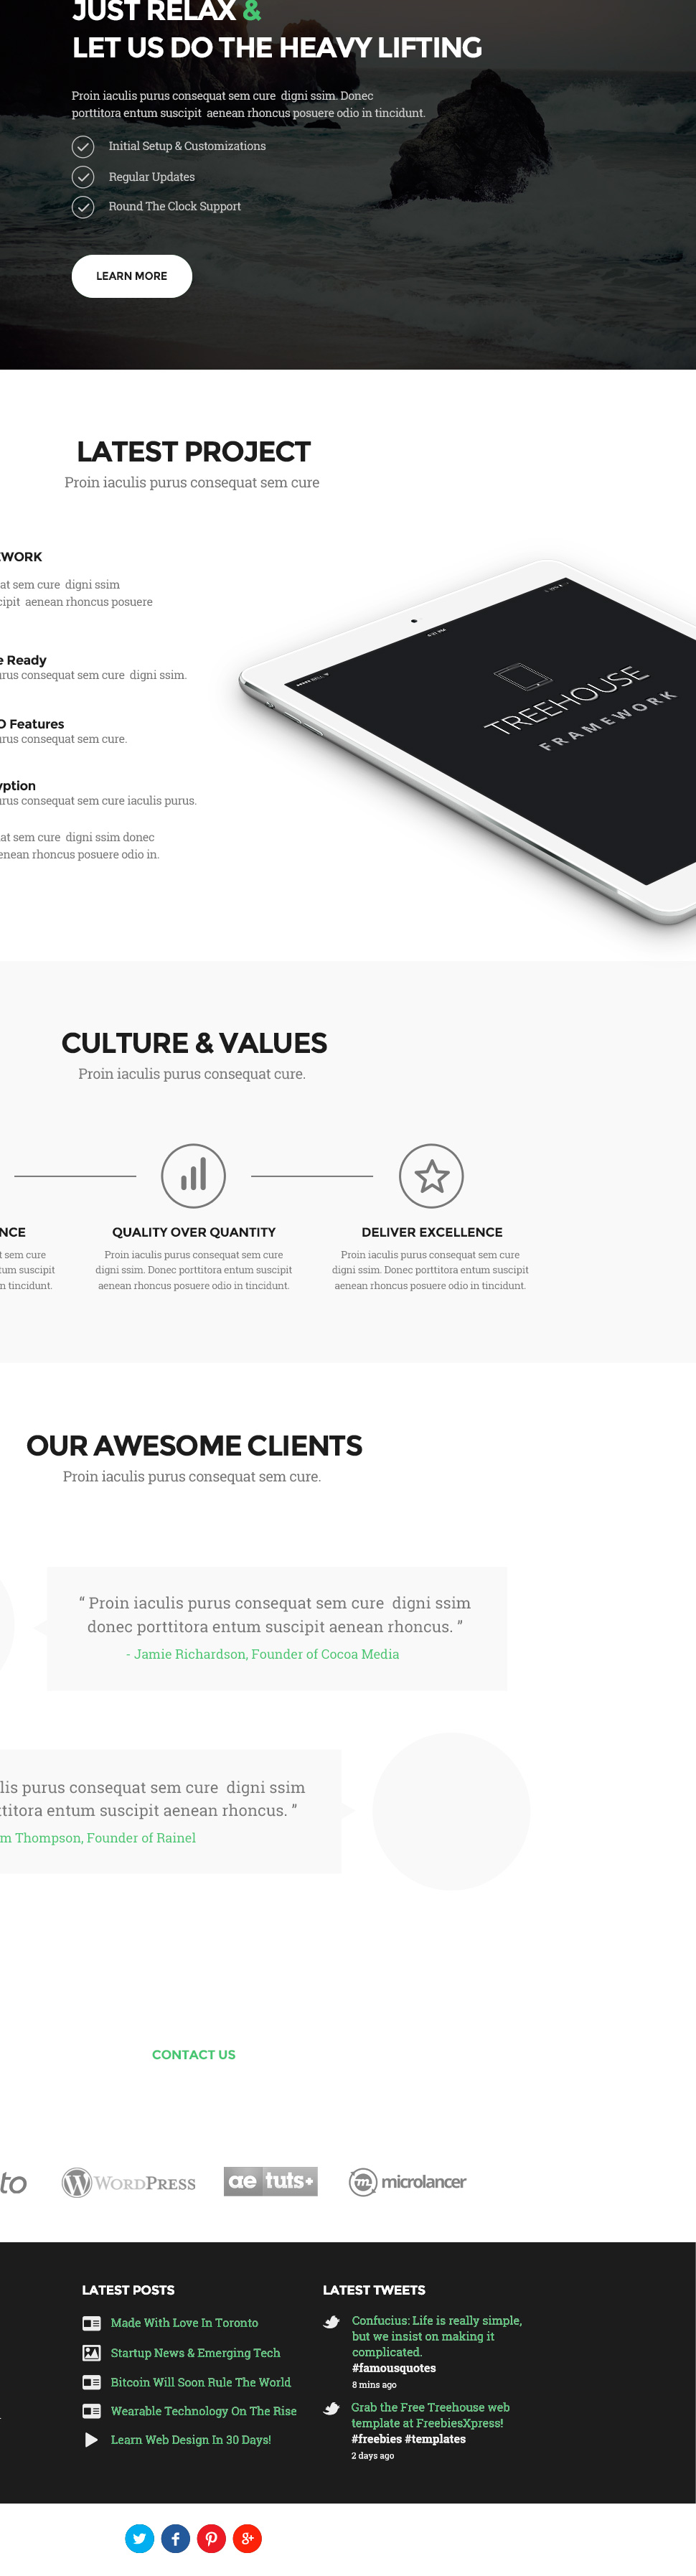 JUST RELAX &
LET US DO THE HEAVY LIFTING
Proin iaculis purus consequat sem cure digni ssim. Donec
porttitora entum suscipit aenean rhoncus posuere odio in tincidunt.
Initial Setup & Customizations
Regular Updates
Round The Clock Support
LEARN MORE
LATEST PROJECT
Proin iaculis purus consequat sem cure
WORK
at sem cure digni ssim
cipit aenean rhoncus posuere
e Ready
urus consequat sem cure digni ssim.
O Features
urus consequat sem cure.
yption
urus consequat sem cure iaculis purus.
at sem cure digni ssim donec
enean rhoncus posuere odio in.
4:21 PM
TREEHOUSE
FRAMEWORK
CULTURE & VALUES
Proin iaculis purus consequat cure.
NCE
t sem cure
tum suscipit
n tincidunt.
QUALITY OVER QUANTITY
Proin iaculis purus consequat sem cure
digni ssim. Donec porttitora entum suscipit
aenean rhoncus posuere odio in tincidunt.
DELIVER EXCELLENCE
Proin iaculis purus consequat sem cure
digni ssim. Donec porttitora entum suscipit
aenean rhoncus posuere odio in tincidunt.
OUR AWESOME CLIENTS
Proin iaculis purus consequat sem cure.
“ Proin iaculis purus consequat sem cure digni ssim
donec porttitora entum suscipit aenean rhoncus. ”
- Jamie Richardson, Founder of Cocoa Media
lis purus consequat sem cure digni ssim
ttitora entum suscipit aenean rhoncus. ”
m Thompson, Founder of Rainel
CONTACT US
to
WORDPRESS
ae tuts+
m microlancer
LATEST POSTS
Made With Love In Toronto
Startup News & Emerging Tech
Bitcoin Will Soon Rule The World
Wearable Technology On The Rise
Learn Web Design In 30 Days!
LATEST TWEETS
Confucius: Life is really simple,
but we insist on making it
complicated.
#famousquotes
8 mins ago
Grab the Free Treehouse web
template at FreebiesXpress!
#freebies #templates
2 days ago